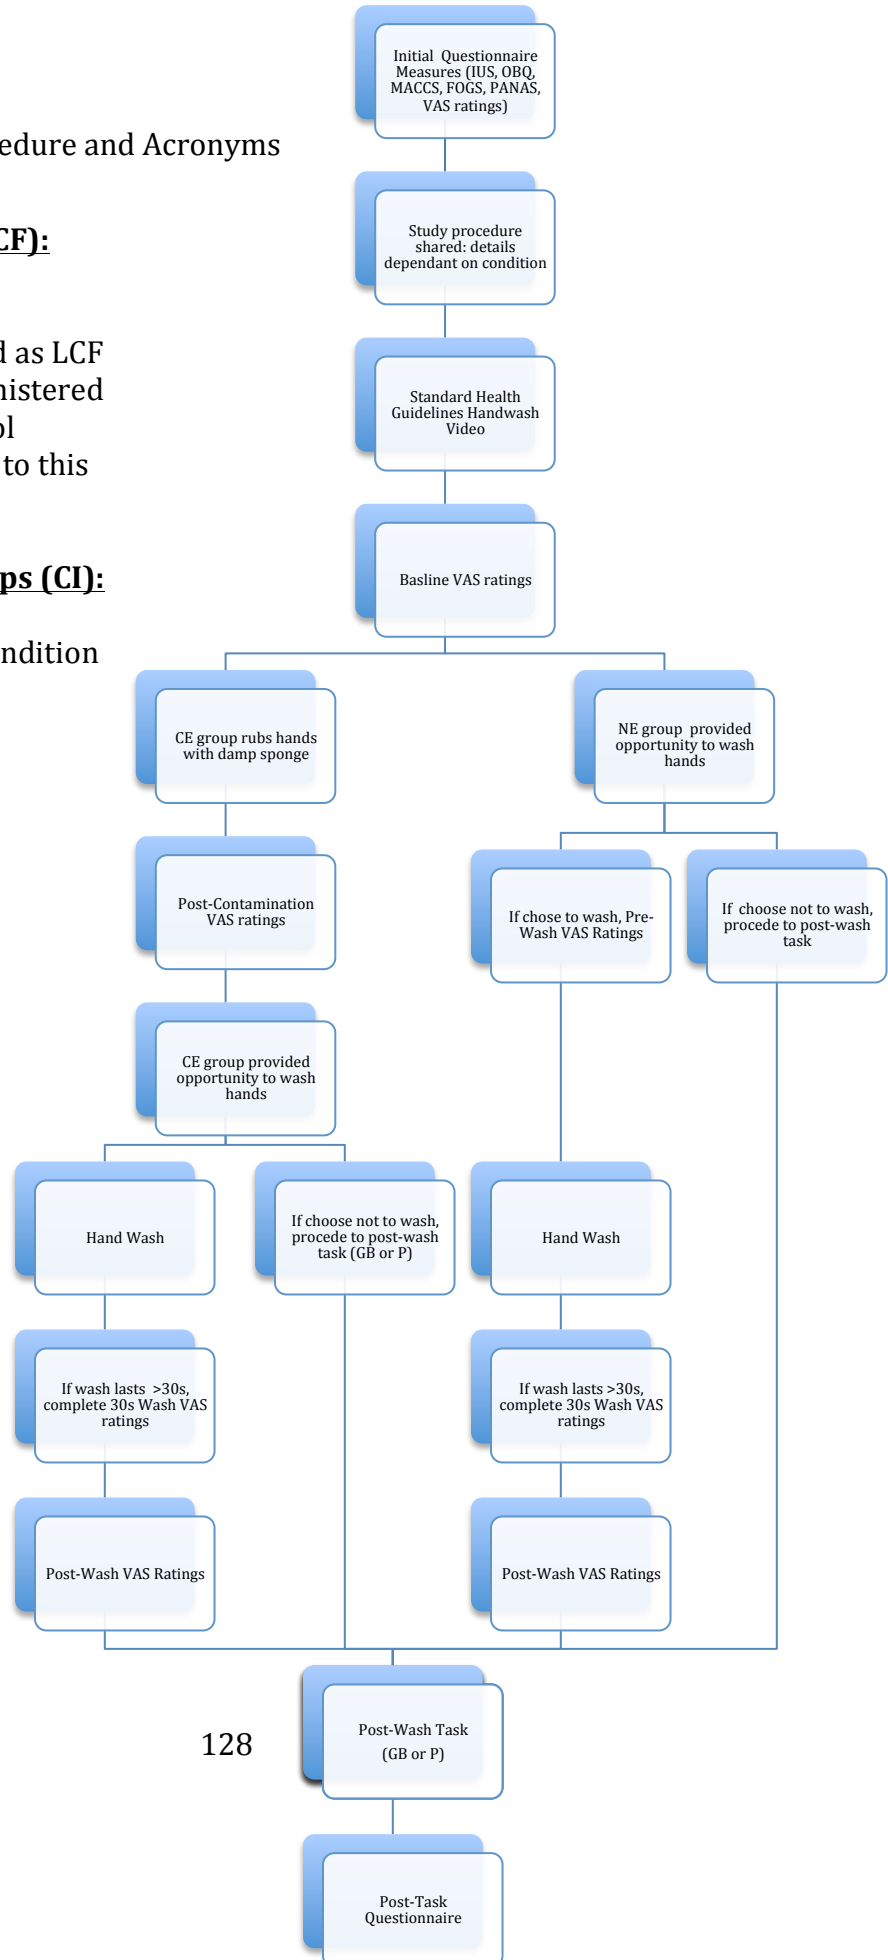 Initial Questionnaire
Measures (IUS, OBQ,
MACCS, FOGS, PANAS,
VAS ratings)
edure and Acronyms
Study procedure
shared: details
dependant on condition
CF):
d as LCF
nistered
ol
to this
Standard Health
Guidelines Handwash
Video
ps (CI):
ndition
Basline VAS ratings
CE group rubs hands
with damp sponge
NE group provided
opportunity to wash
hands
Post-Contamination
VAS ratings
If chose to wash, Pre-
Wash VAS Ratings
If choose not to wash,
procede to post-wash
task
CE group provided
opportunity to wash
hands
Hand Wash
If choose not to wash,
procede to post-wash
task (GB or P)
Hand Wash
If wash lasts >30s,
complete 30s Wash VAS
ratings
If wash lasts >30s,
complete 30s Wash VAS
ratings
Post-Wash VAS Ratings
Post-Wash VAS Ratings
128
Post-Wash Task
(GB or P)
Post-Task
Questionnaire